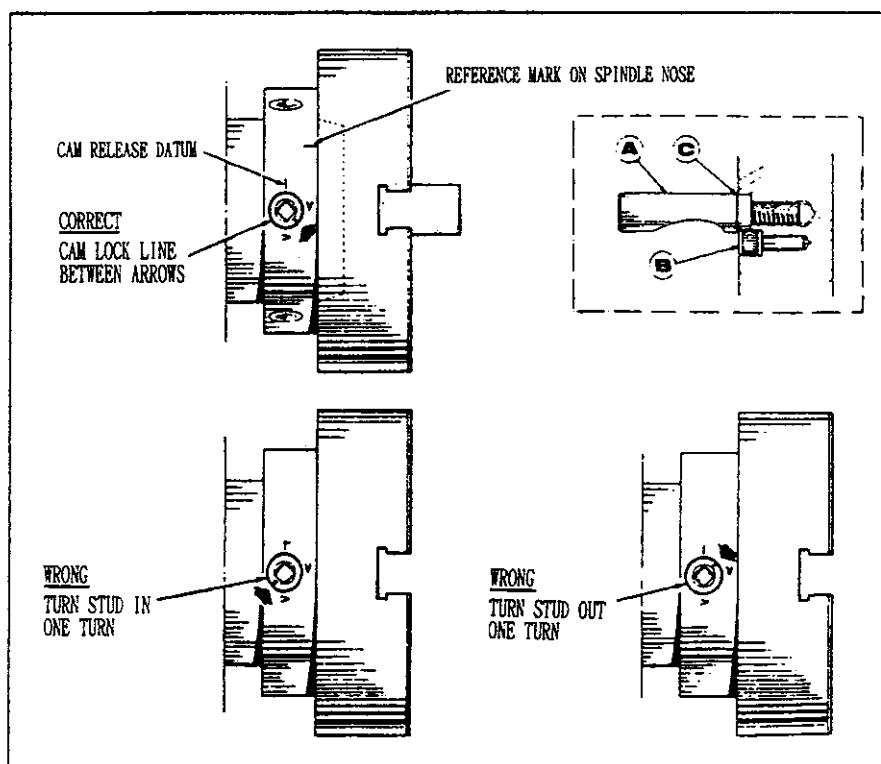 REFERENCE MARK ON SPINDLE NOSE
CAM RELEASE DATUM
CORRECT
CAM LOCK LINE
BETWEEN ARROWS
A
C
B
WRONG
TURN STUD IN
ONE TURN
WRONG
TURN STUD OUT
ONE TURN